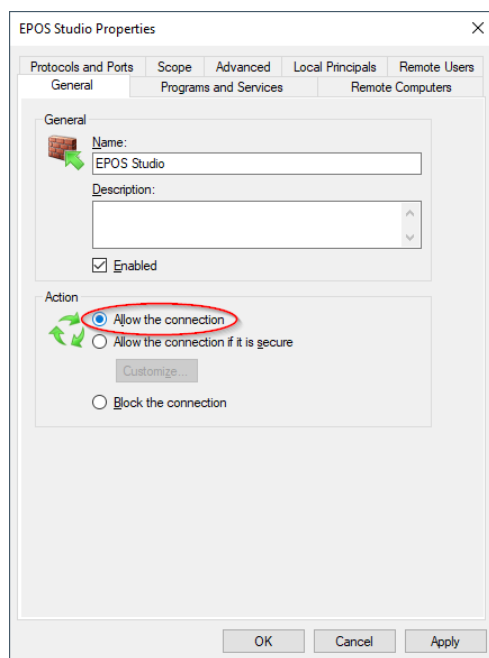 EPOS Studio Properties
Protocols and Ports Scope Advanced Local Principals Remote Users
General Programs and Services Remote Computers
General
Name:
EPOS Studio
Description:
Enabled
Action
Allow the connection
Allow the connection if it is secure
Customize...
Block the connection
OK Cancel Apply